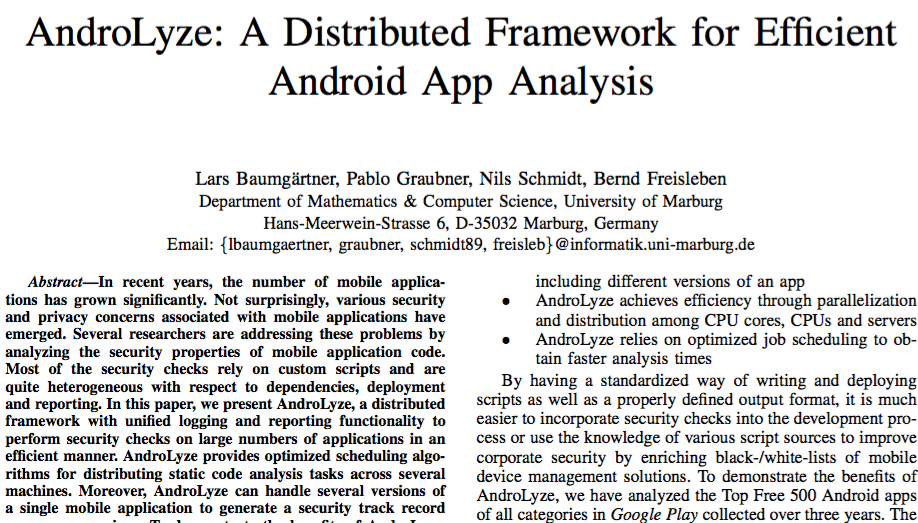 AndroLyze: A Distributed Framework for Efficient
Android App Analysis
Lars Baumgärtner, Pablo Graubner, Nils Schmidt, Bernd Freisleben
Department of Mathematics & Computer Science, University of Marburg
Hans-Meerwein-Strasse 6, D-35032 Marburg, Germany
Email: {lbaumgaertner, graubner, schmidt89, freisleb}@informatik.uni-marburg.de
Abstract—In recent years, the number of mobile applica-
tions has grown significantly. Not surprisingly, various security
and privacy concerns associated with mobile applications have
emerged. Several researchers are addressing these problems by
analyzing the security properties of mobile application code.
Most of the security checks rely on custom scripts and are
quite heterogeneous with respect to dependencies, deployment
and reporting. In this paper, we present AndroLyze, a distributed
framework with unified logging and reporting functionality to
perform security checks on large numbers of applications in an
efficient manner. AndroLyze provides optimized scheduling algo-
rithms for distributing static code analysis tasks across several
machines. Moreover, AndroLyze can handle several versions of
a single mobile application to generate a security track record
including different versions of an app
• AndroLyze achieves efficiency through parallelization
and distribution among CPU cores, CPUs and servers
• AndroLyze relies on optimized job scheduling to ob-
tain faster analysis times
By having a standardized way of writing and deploying
scripts as well as a properly defined output format, it is much
easier to incorporate security checks into the development pro-
cess or use the knowledge of various script sources to improve
corporate security by enriching black-/white-lists of mobile
device management solutions. To demonstrate the benefits of
AndroLyze, we have analyzed the Top Free 500 Android apps
of all categories in Google Play collected over three years. The